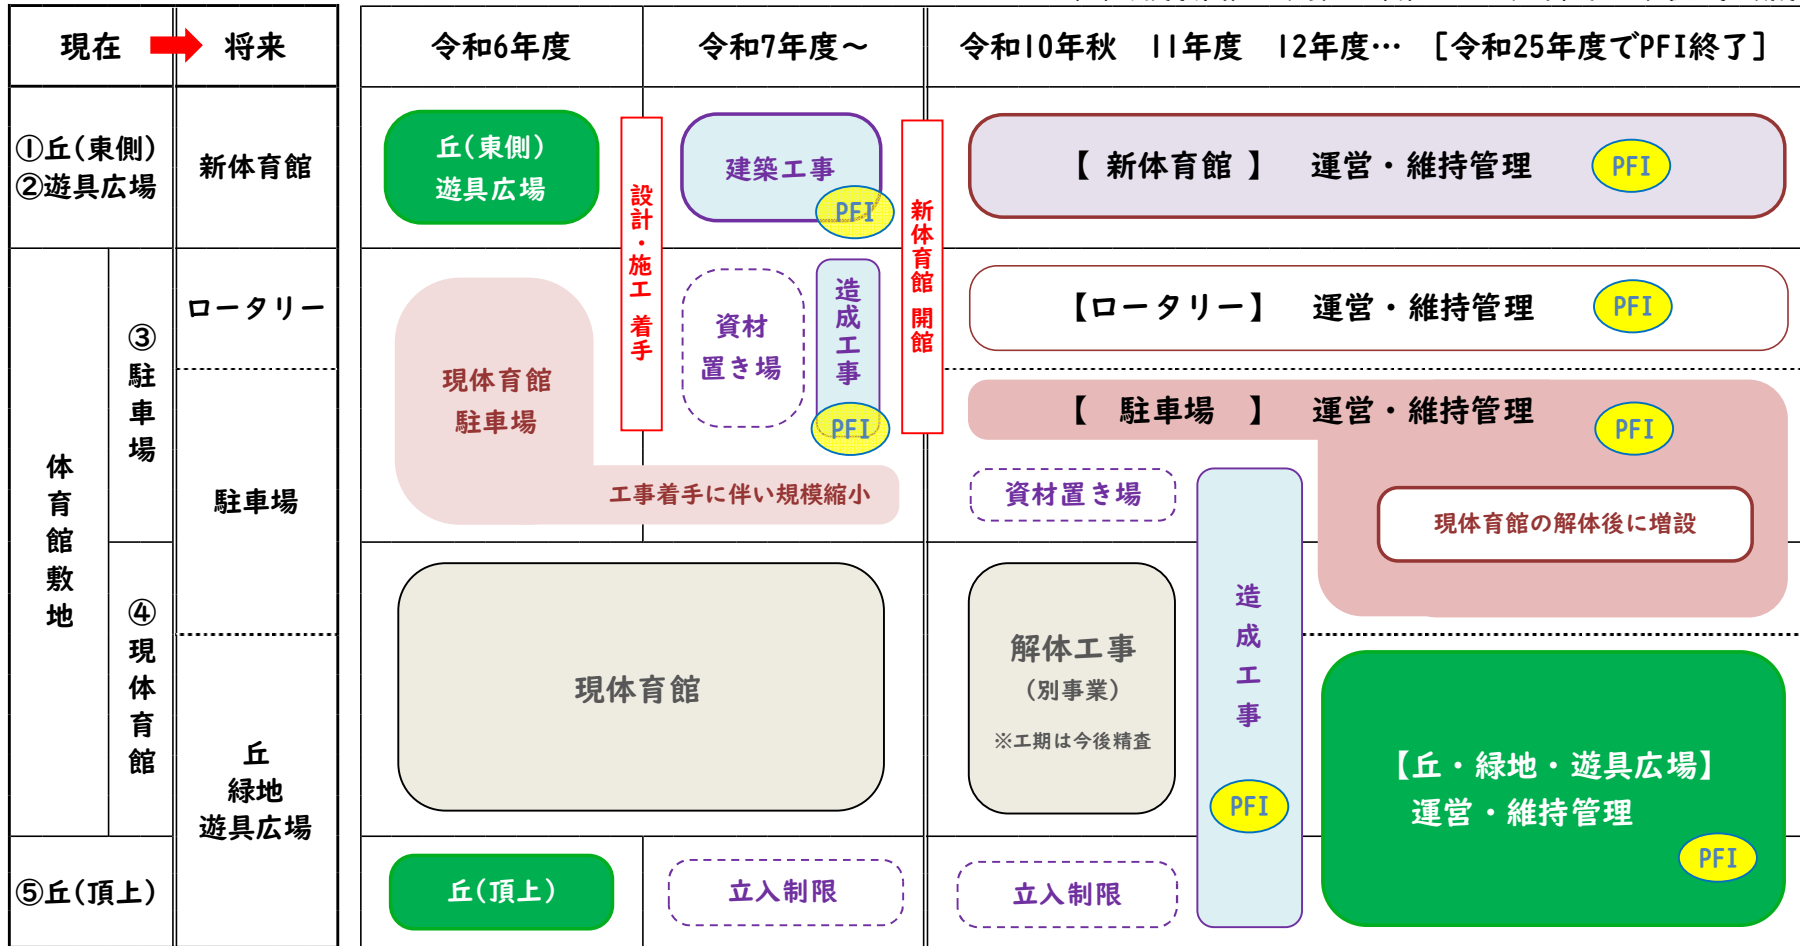 現在 将来 令和6年度 令和7年度～ 令和10年秋 11年度 12年度… [令和25年度でPFI終了]
①丘(東側)
②遊具広場
新体育館
丘(東側)
遊具広場
設計・施工 着手
建築工事
PFI
新体育館 開館
【 新体育館 】 運営・維持管理 PFI
体育館敷地
③駐車場
ロータリー
駐車場
現体育館
駐車場
工事着手に伴い規模縮小
資材
置き場
造成工事
PFI
【ロータリー】 運営・維持管理 PFI
【 駐車場 】 運営・維持管理 PFI
資材置き場
現体育館の解体後に増設
④現体育館
丘
緑地
遊具広場
現体育館
解体工事
(別事業)
※工期は今後精査
造成工事
PFI
【丘・緑地・遊具広場】
運営・維持管理
PFI
⑤丘(頂上)
丘(頂上)
立入制限
立入制限